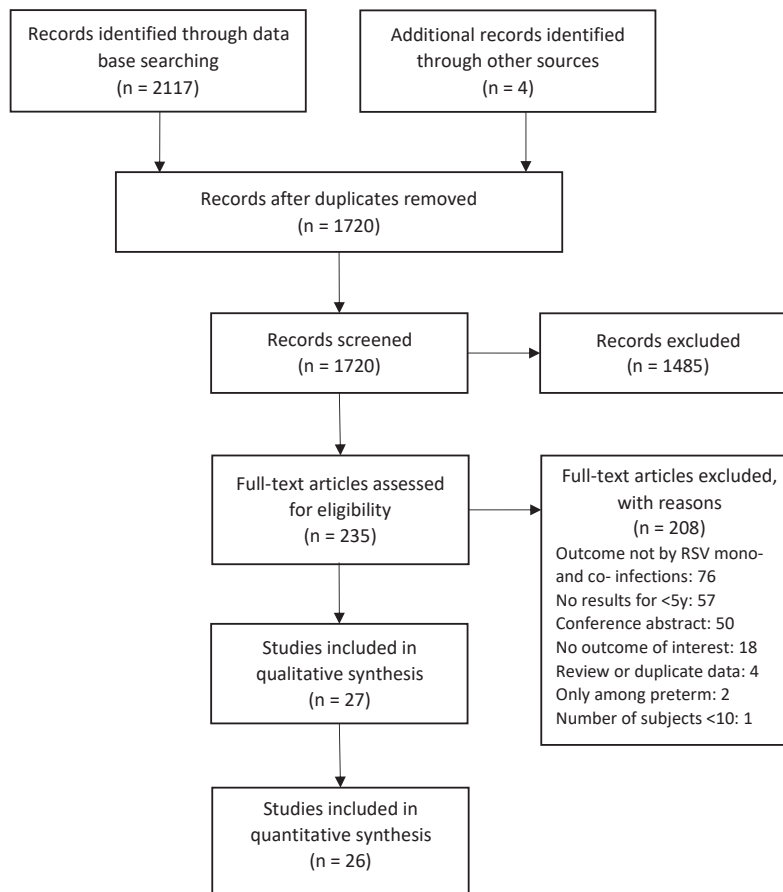 Records identified through data
base searching
(n = 2117)
Additional records identified
through other sources
(n = 4)
Records after duplicates removed
(n = 1720)
Records screened
(n = 1720)
Records excluded
(n = 1485)
Full-text articles assessed
for eligibility
(n = 235)
Full-text articles excluded,
with reasons
(n = 208)
Outcome not by RSV mono-
and co- infections: 76
No results for <5y: 57
Conference abstract: 50
No outcome of interest: 18
Review or duplicate data: 4
Only among preterm: 2
Number of subjects <10: 1
Studies included in
qualitative synthesis
(n = 27)
Studies included in
quantitative synthesis
(n = 26)